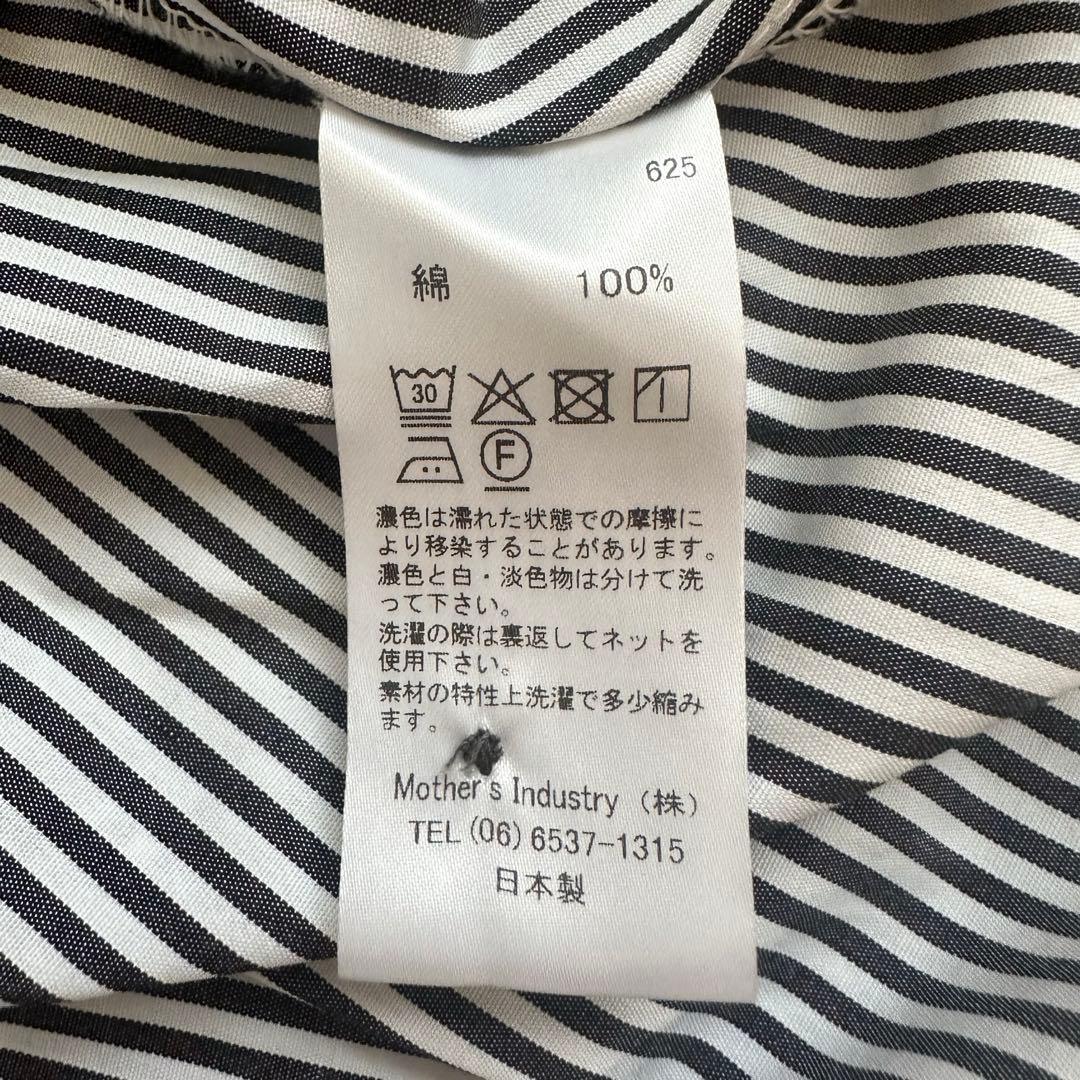 625
綿 100%
30
F
濃色は濡れた状態での摩擦に
より移染することがあります。
濃色と白・淡色物は分けて洗
って下さい。
洗濯の際は裏返してネットを
使用下さい。
素材の特性上洗濯で多少縮み
ます。
Mother's Industry (株)
TEL (06) 6537-1315
日本製